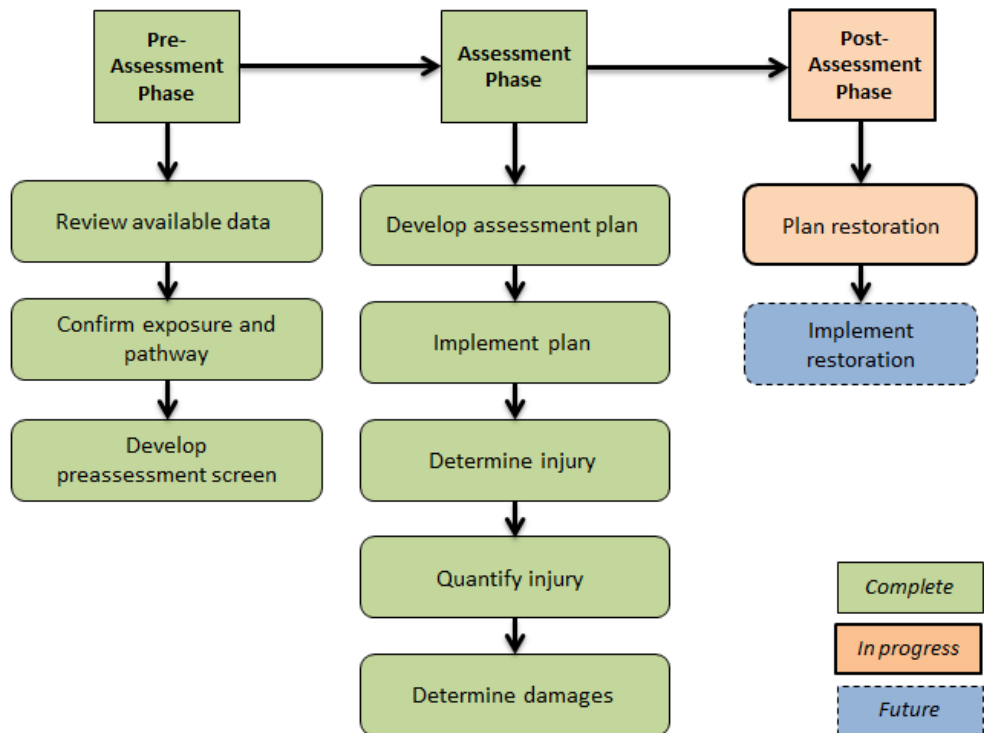 Pre-
Assessment
Phase
Assessment
Phase
Post-
Assessment
Phase
Review available data
Confirm exposure and
pathway
Develop
preassessment screen
Develop assessment plan
Implement plan
Determine injury
Quantify injury
Determine damages
Plan restoration
Implement
restoration
Complete
In progress
Future